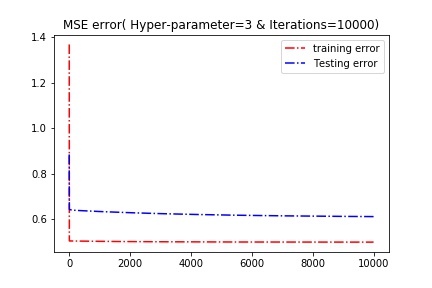 MSE error( Hyper-parameter=3 & Iterations=10000)
1.4
1.2
1.0
0.8
0.6
training error
Testing error
0 2000 4000 6000 8000 10000